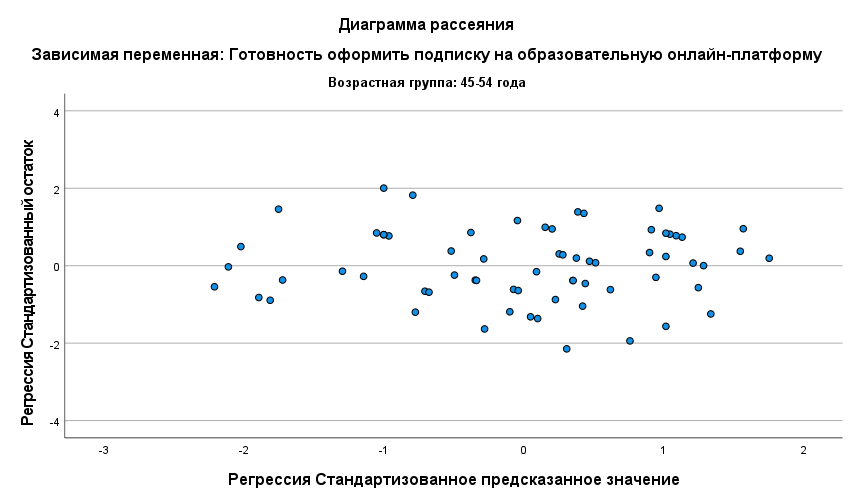 Диаграмма рассеяния
Зависимая переменная: Готовность оформить подписку на образовательную онлайн-платформу
Возрастная группа: 45-54 года
Регрессия Стандартизованный остаток
4
2
0
-2
-4
-3
-2
-1
0
1
2
Регрессия Стандартизованное предсказанное значение